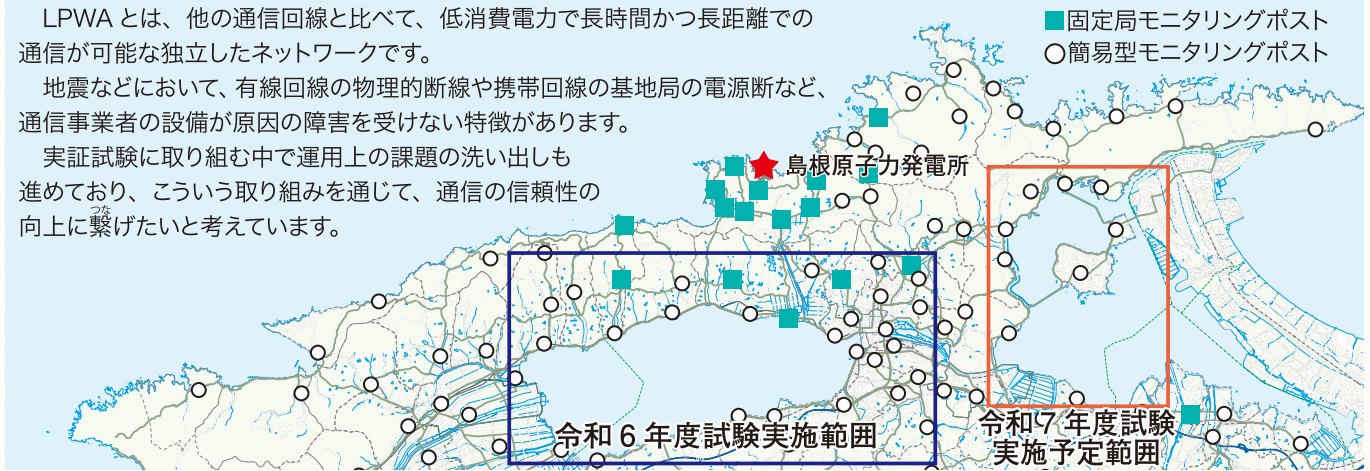 LPWA とは、他の通信回線と比べて、低消費電力で長時間かつ長距離での
通信が可能な独立したネットワークです。
地震などにおいて、有線回線の物理的断線や携帯回線の基地局の電源断など、
通信事業者の設備が原因の障害を受けない特徴があります。
実証試験に取り組む中で運用上の課題の洗い出しも
進めており、こういう取り組みを通じて、通信の信頼性の
つな
向上に繋げたいと考えています。
固定局モニタリングポスト
簡易型モニタリングポスト
島根原子力発電所
令和６年度試験実施範囲
令和７年度試験
実施予定範囲